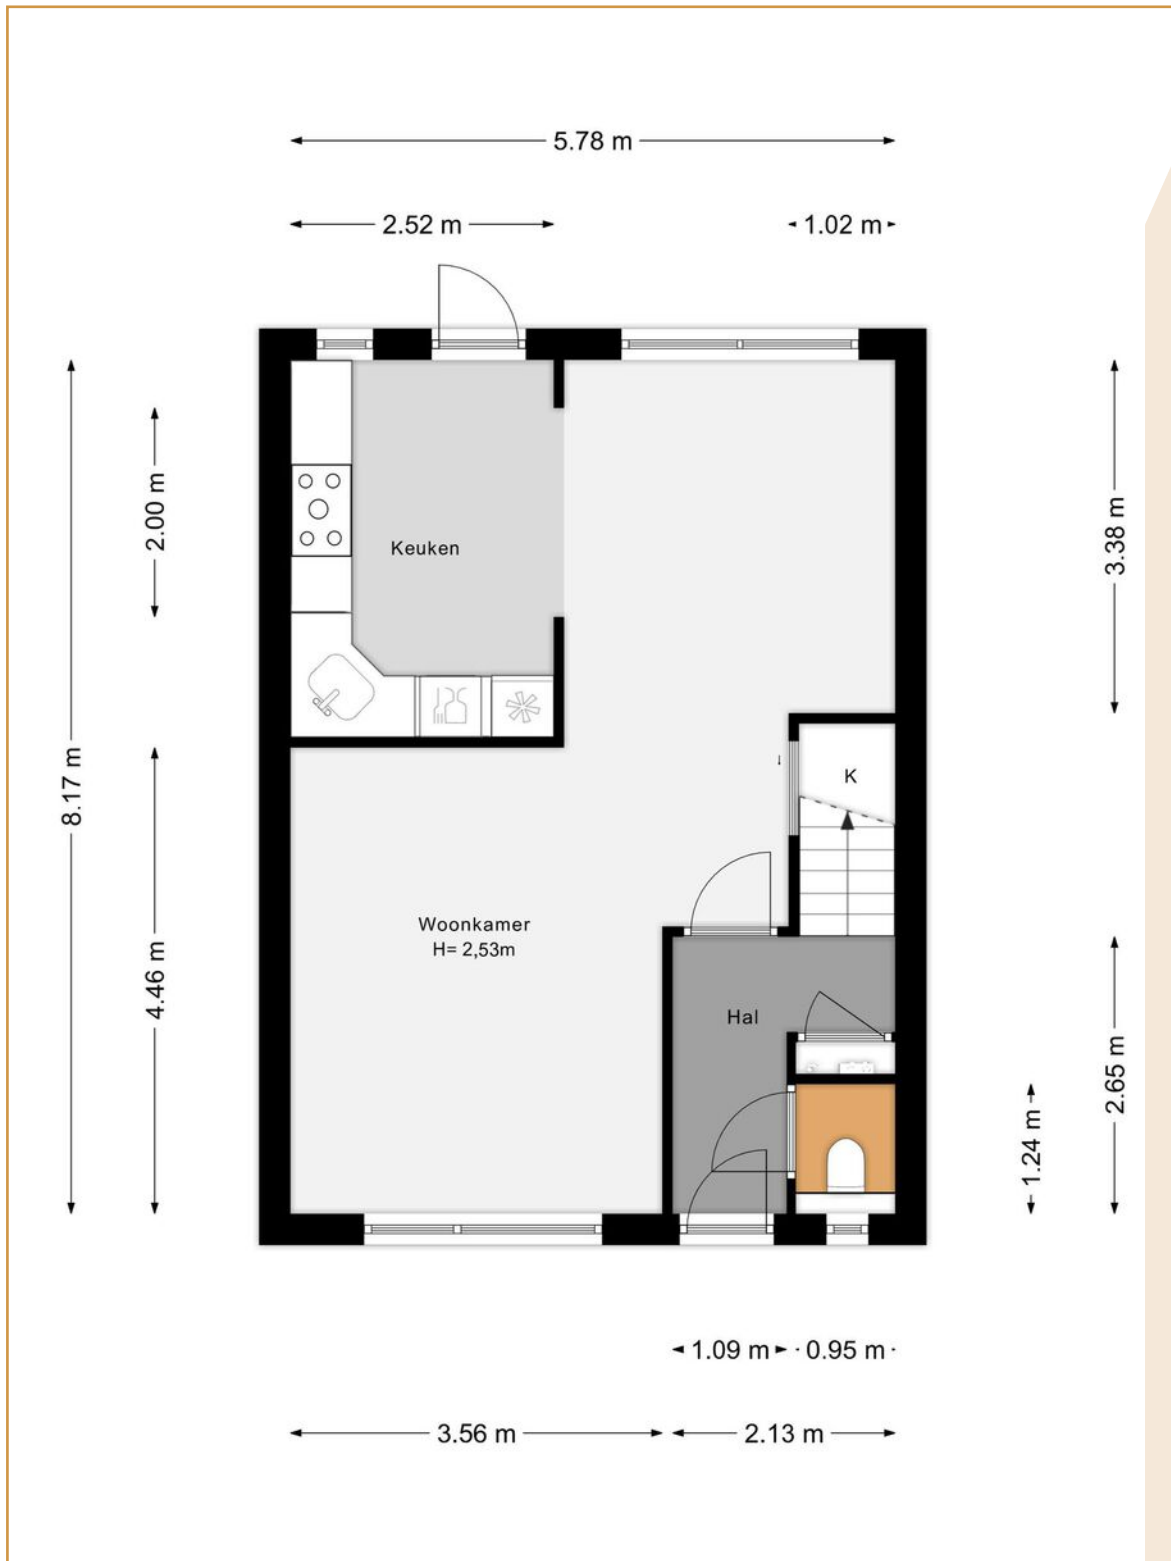 5.78 m
2.52 m
1.02 m
2.00 m
3.38 m
Keuken
8.17 m
K
Woonkamer
H= 2,53m
4.46 m
Hal
2.65 m
1.24 m
1.09 m
0.95 m
3.56 m
2.13 m